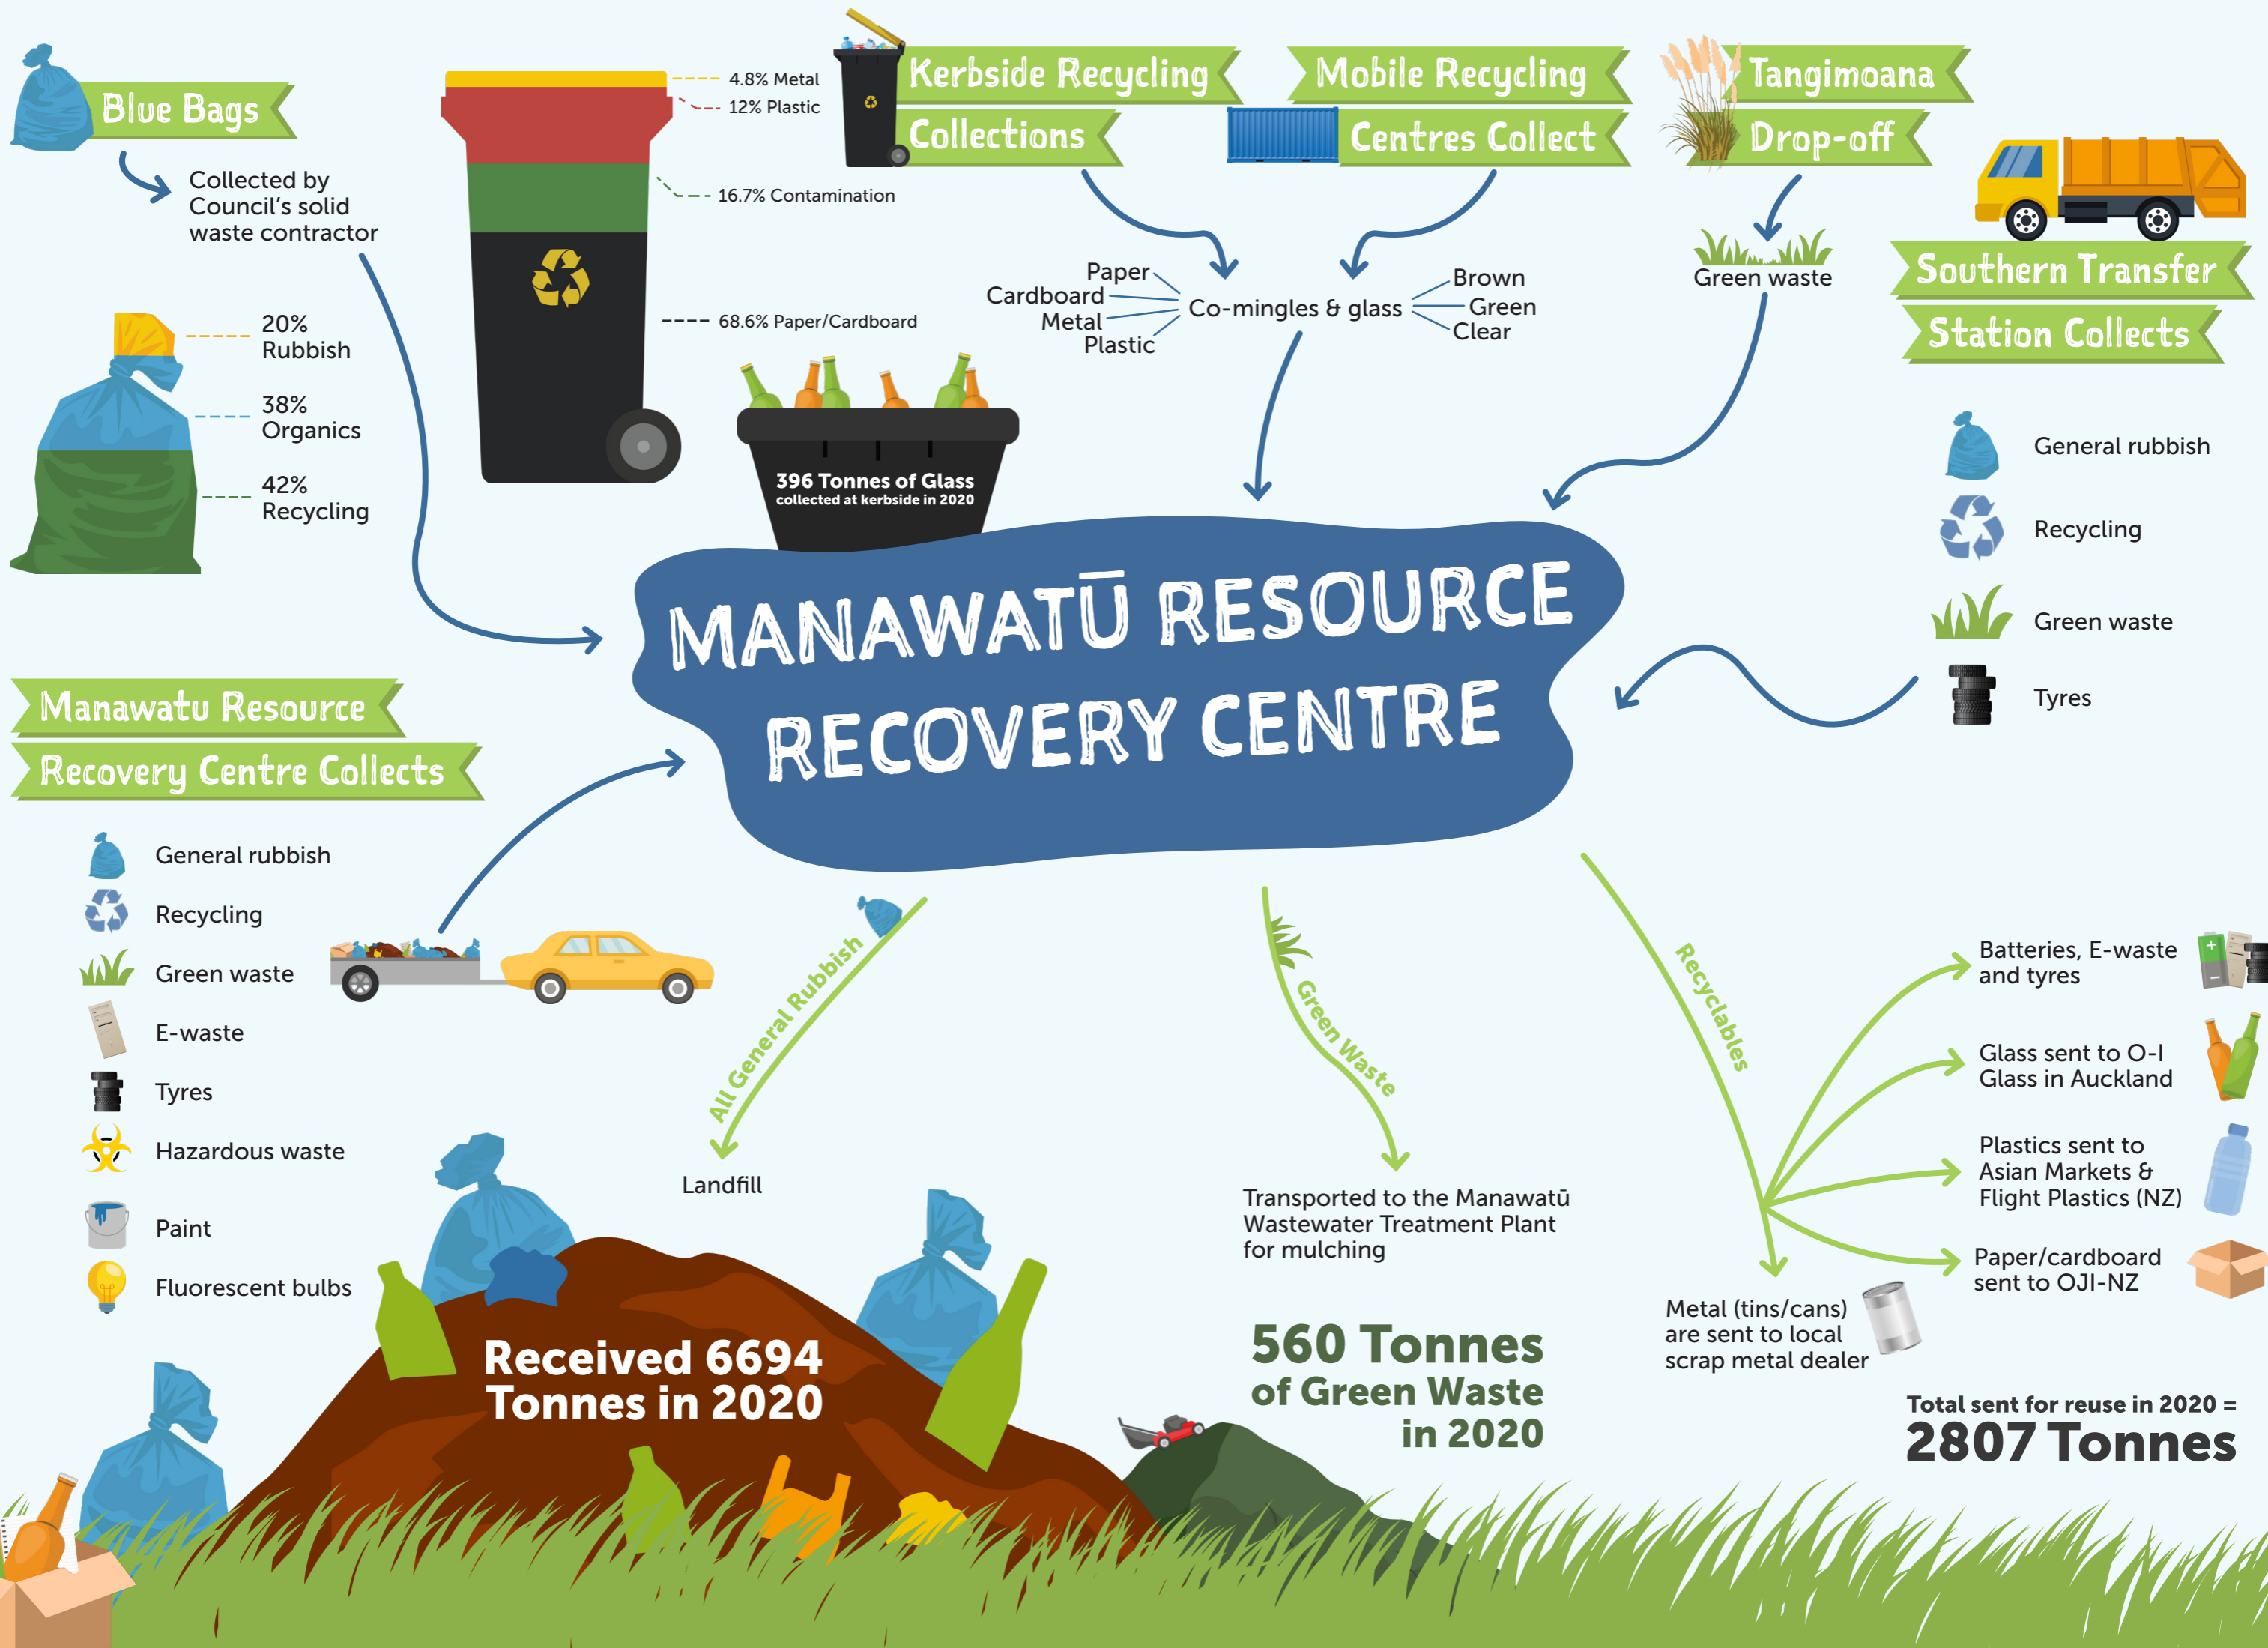 Blue Bags
Collected by
Council's solid
waste contractor
20%
Rubbish
38%
Organics
42%
Recycling
4.8% Metal
12% Plastic
16.7% Contamination
68.6% Paper/Cardboard
396 Tonnes of Glass
collected at kerbside in 2020
Kerbside Recycling
Collections
Mobile Recycling
Centres Collect
Paper
Cardboard
Metal
Plastic
Co-mingles & glass
Brown
Green
Clear
Tangimoana
Drop-off
Green waste
Southern Transfer
Station Collects
General rubbish
Recycling
Green waste
Tyres
MANAWATŪ RESOURCE
RECOVERY CENTRE
Manawatu Resource
Recovery Centre Collects
General rubbish
Recycling
Green waste
E-waste
Tyres
Hazardous waste
Paint
Fluorescent bulbs
All General Rubbish
Landfill
Received 6694
Tonnes in 2020
Green Waste
Transported to the Manawatū
Wastewater Treatment Plant
for mulching
560 Tonnes
of Green Waste
in 2020
Recyclables
Batteries, E-waste
and tyres
Glass sent to O-I
Glass in Auckland
Plastics sent to
Asian Markets &
Flight Plastics (NZ)
Paper/cardboard
sent to OJI-NZ
Metal (tins/cans)
are sent to local
scrap metal dealer
Total sent for reuse in 2020 =
2807 Tonnes